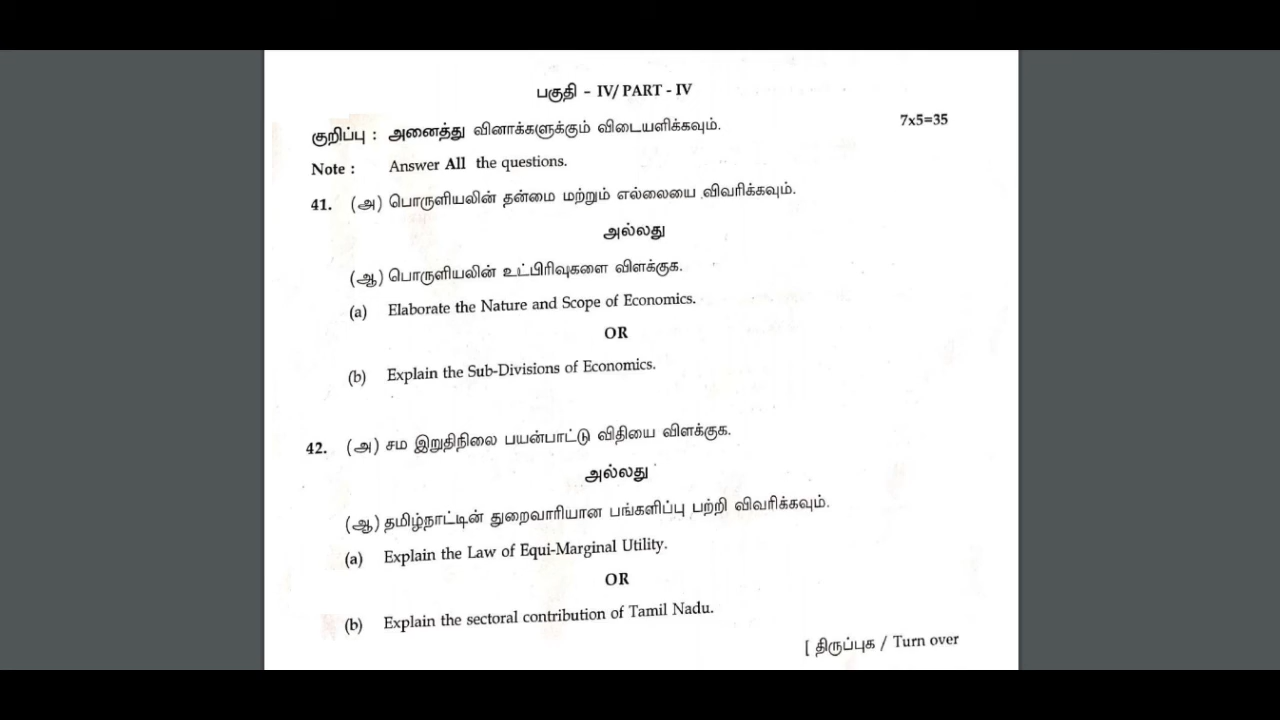 பகுதி - IV/ PART - IV
குறிப்பு : அனைத்து வினாக்களுக்கும் விடையளிக்கவும். 7x5=35
Note : Answer All the questions.
41. (அ) பொருளியலின் தன்மை மற்றும் எல்லையை விவரிக்கவும்.
அல்லது
(ஆ) பொருளியலின் உட்பிரிவுகளை விளக்குக.
(a) Elaborate the Nature and Scope of Economics.
OR
(b) Explain the Sub-Divisions of Economics.
42. (அ) சம இறுதிநிலை பயன்பாட்டு விதியை விளக்குக.
அல்லது
(ஆ) தமிழ்நாட்டின் துறைவாரியான பங்களிப்பு பற்றி விவரிக்கவும்.
(a) Explain the Law of Equi-Marginal Utility.
OR
(b) Explain the sectoral contribution of Tamil Nadu.
[ திருப்புக / Turn over